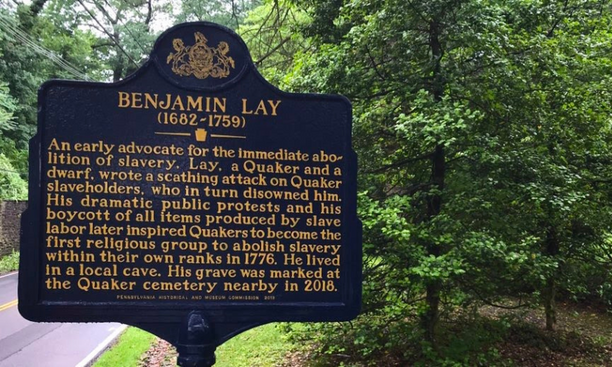 BENJAMIN LAY
(1682-1759)
An early advocate for the immediate abo-
lition of slavery, Lay, a Quaker and a
dwarf, wrote a scathing attack on Quaker
slaveholders, who in turn disowned him.
His dramatic public protests and his
boycott of all items produced by slave
labor later inspired Quakers to become the
first religious group to abolish slavery
within their own ranks in 1776. He lived
in a local cave. His grave was marked at
the Quaker cemetery nearby in 2018.
PENNSYLVANIA HISTORICAL AND MUSEUM COMMISSION